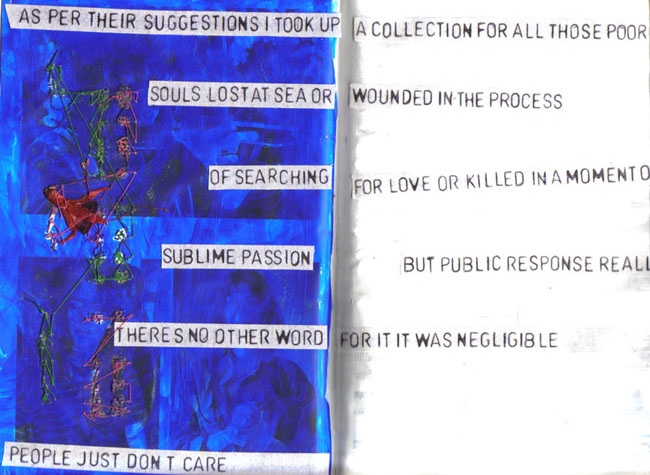 AS PER THEIR SUGGESTIONS I TOOK UP A COLLECTION FOR ALL THOSE POOR
SOULS LOST AT SEA OR WOUNDED IN THE PROCESS
OF SEARCHING FOR LOVE OR KILLED IN A MOMENT O
SUBLIME PASSION BUT PUBLIC RESPONSE REALL
THERE S NO OTHER WORD FOR IT IT WAS NEGLIGIBLE
PEOPLE JUST DON T CARE